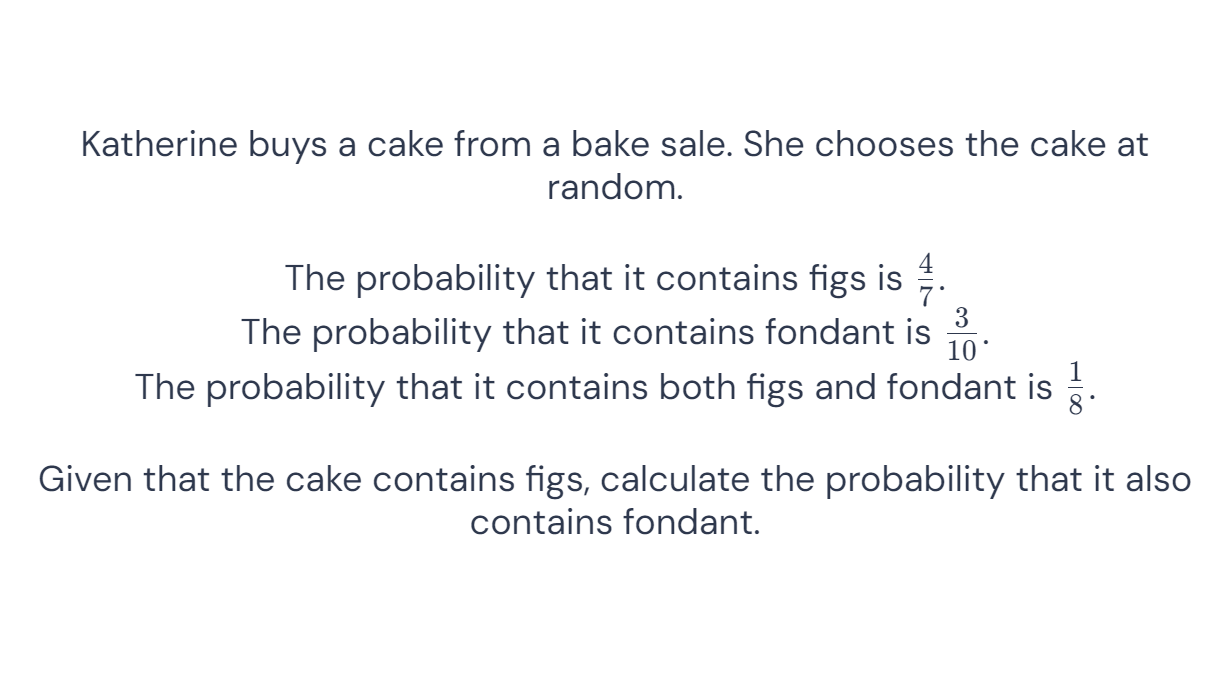 Katherine buys a cake from a bake sale. She chooses the cake at
random.
The probability that it contains figs is $\frac{4}{7}$.
The probability that it contains fondant is $\frac{3}{10}$.
The probability that it contains both figs and fondant is $\frac{1}{8}$.
Given that the cake contains figs, calculate the probability that it also
contains fondant.